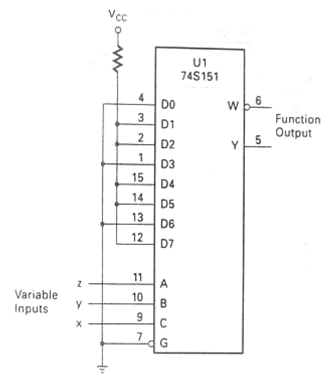 VCC
U1
74S151
4 D0 W 6
3 D1 Function
2 D2 Output
1 D3 Y 5
15 D4
14 D5
13 D6
12 D7
z 11 A
Variable y 10 B
Inputs x 9 C
7 G